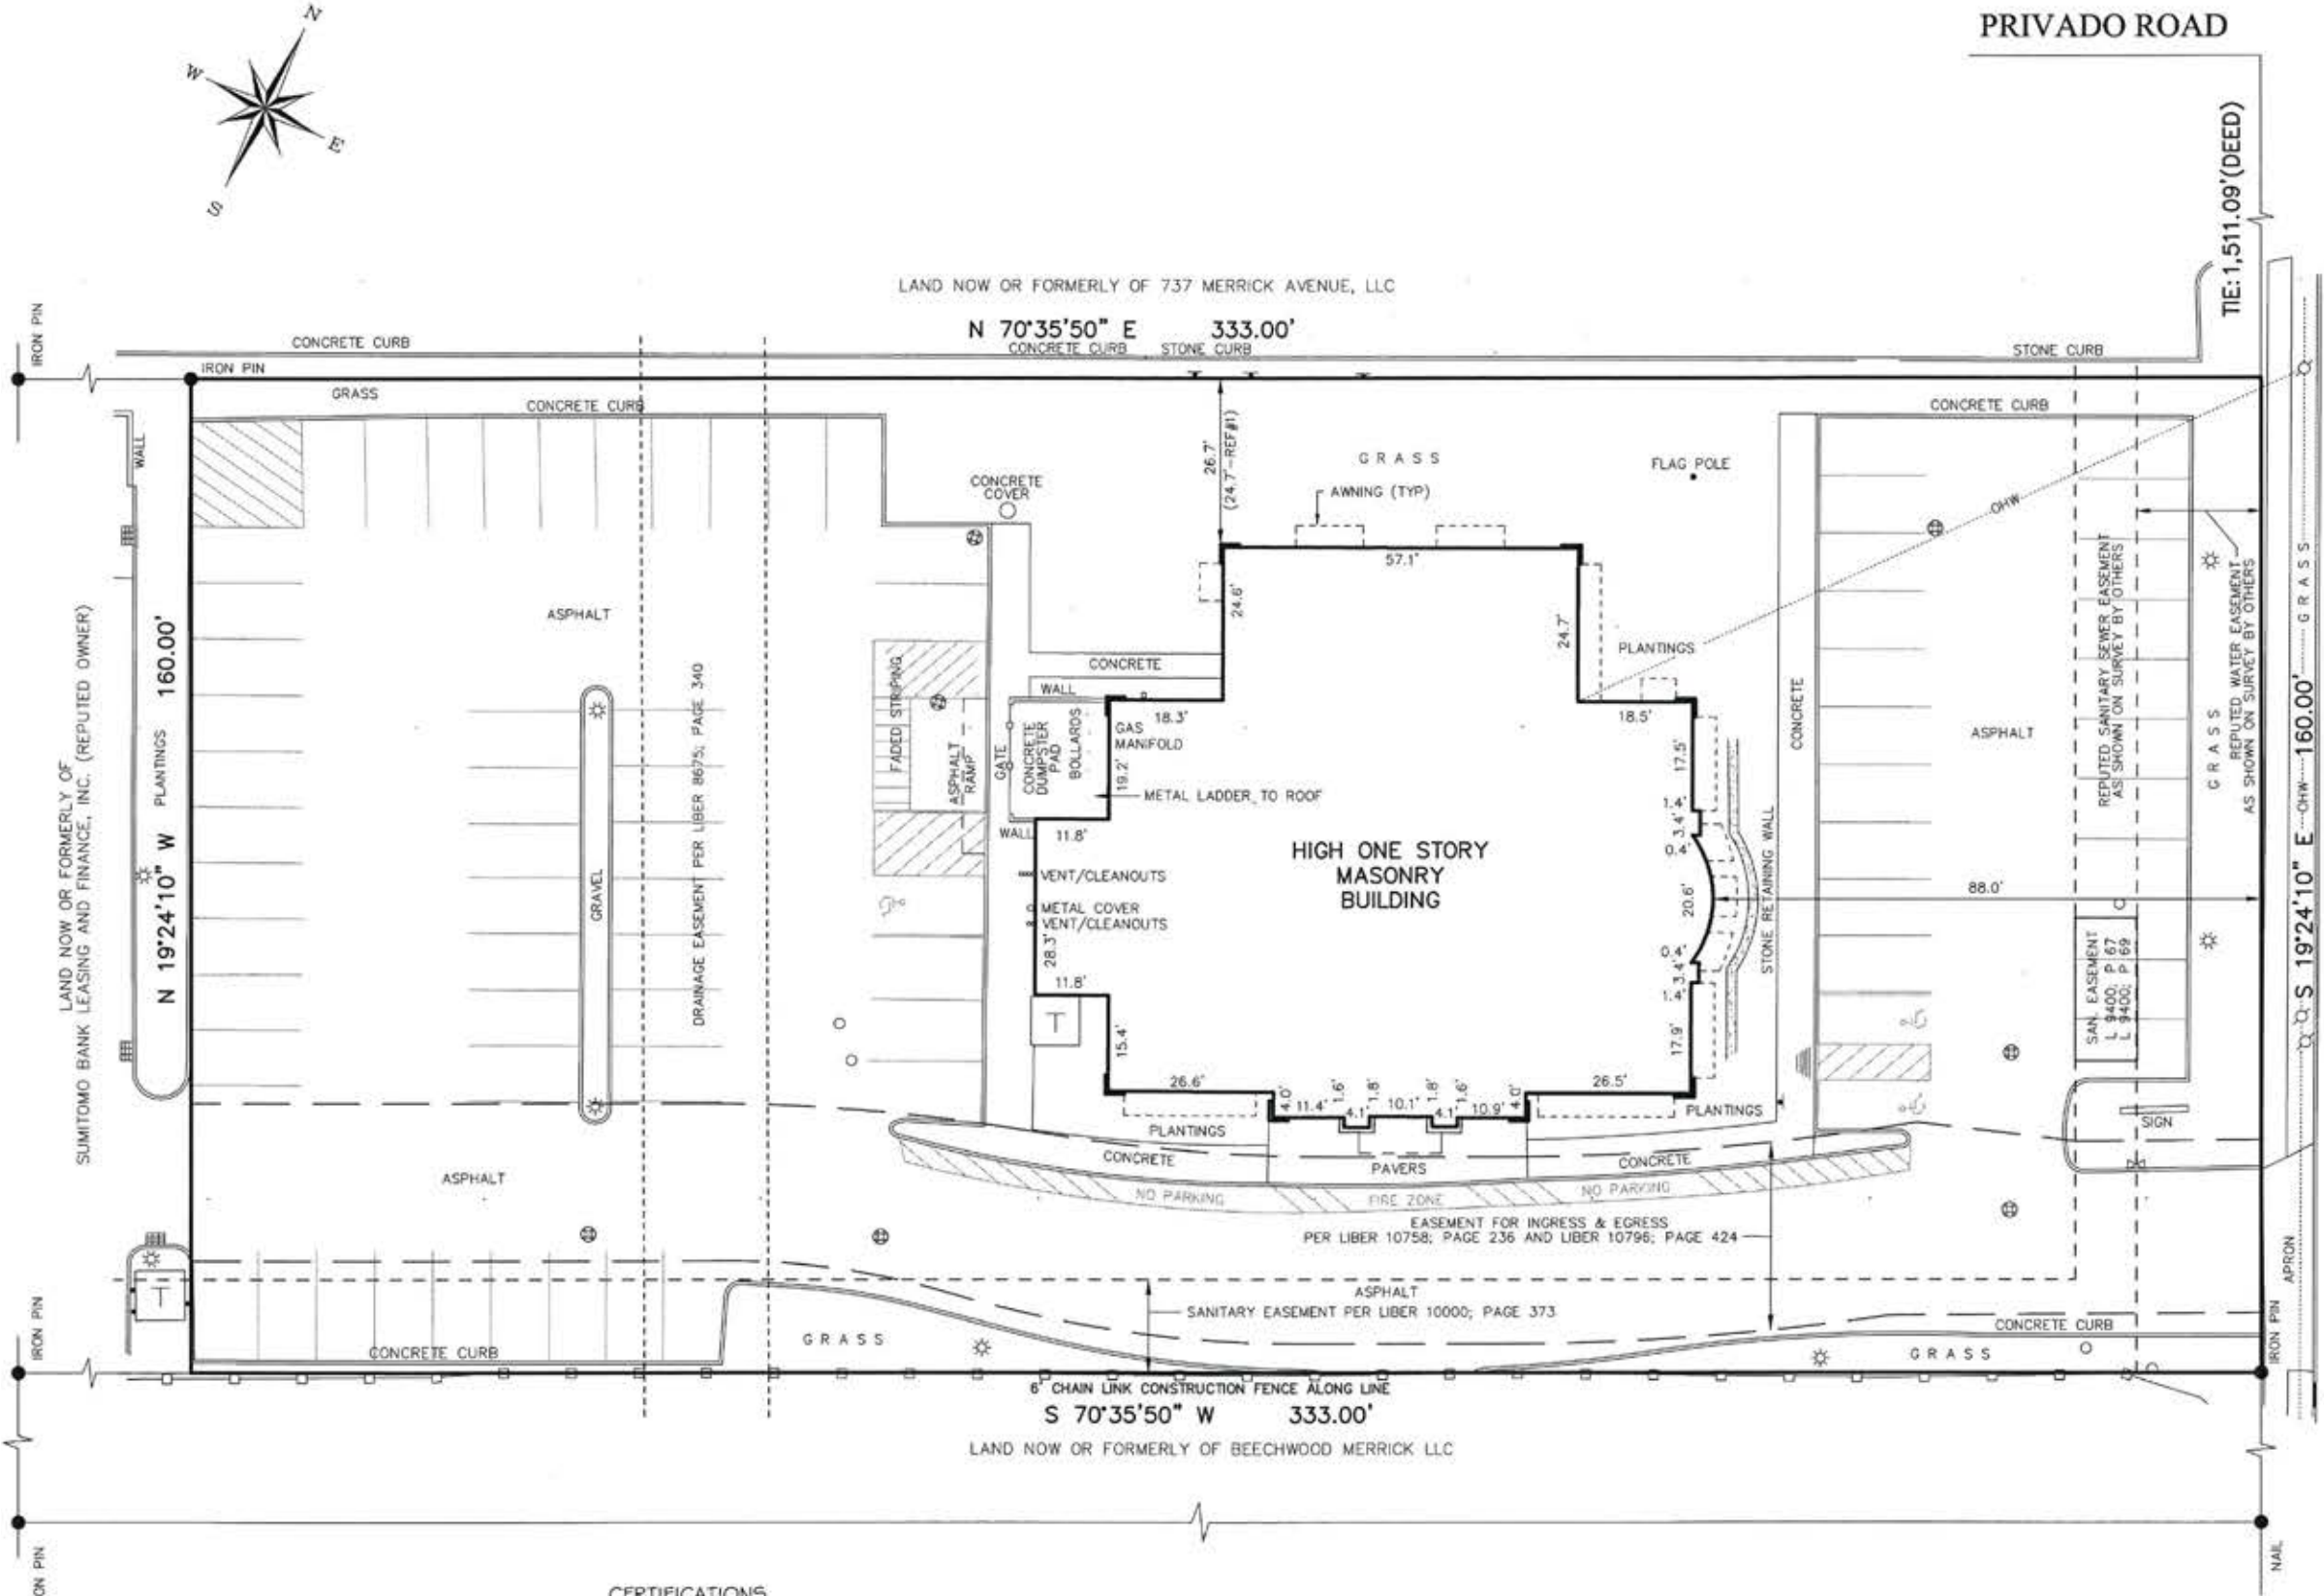 N
W
E
S
PRIVADO ROAD
TIE: 1,511.09'(DEED)
LAND NOW OR FORMERLY OF 737 MERRICK AVENUE, LLC
N 70°35'50" E 333.00'
CONCRETE CURB
CONCRETE CURB
STONE CURB
STONE CURB
IRON PIN
IRON PIN
GRASS
CONCRETE CURB
CONCRETE CURB
WALL
26.7'
(24.7'-REF#1)
GRASS
FLAG POLE
CONCRETE
COVER
AWNING (TYP)
OHW
57.1'
24.6'
24.7'
ASPHALT
PLANTINGS
CONCRETE
WALL
18.3'
18.5'
GAS
MANIFOLD
19.2'
METAL LADDER TO ROOF
FADED STRIPING
ASPHALT
RAMP
GATE
CONCRETE
DUMPSTER
PAD
BOLLARDS
WALL
11.8'
VENT/CLEANOUTS
METAL COVER
VENT/CLEANOUTS
28.3'
11.8'
T
15.4'
HIGH ONE STORY
MASONRY
BUILDING
17.5'
1.4'
3.4'
0.4'
20.6'
0.4'
3.4'
1.4'
17.9'
88.0'
STONE RETAINING WALL
CONCRETE
ASPHALT
REPUTED SANITARY SEWER EASEMENT
AS SHOWN ON SURVEY BY OTHERS
GRASS
REPUTED WATER EASEMENT
AS SHOWN ON SURVEY BY OTHERS
SAN. EASEMENT
L 9400; P 67
L 9400; P 69
S 19°24'10" E OHW 160.00' GRASS
LAND NOW OR FORMERLY OF
SUMITOMO BANK LEASING AND FINANCE, INC. (REPUTED OWNER)
N 19°24'10" W PLANTINGS 160.00'
GRAVEL
DRAINAGE EASEMENT PER LIBER 8675; PAGE 340
26.6'
4.0'
11.4'
1.6'
4.1'
1.8'
10.1'
1.8'
4.1'
1.6'
10.9'
4.0'
26.5'
PLANTINGS
PLANTINGS
SIGN
CONCRETE
PAVERS
CONCRETE
NO PARKING
FIRE ZONE
NO PARKING
ASPHALT
EASEMENT FOR INGRESS & EGRESS
PER LIBER 10758; PAGE 236 AND LIBER 10796; PAGE 424
T
ASPHALT
SANITARY EASEMENT PER LIBER 10000; PAGE 373
GRASS
CONCRETE CURB
CONCRETE CURB
GRASS
IRON PIN
IRON PIN
APRON
6' CHAIN LINK CONSTRUCTION FENCE ALONG LINE
S 70°35'50" W 333.00'
LAND NOW OR FORMERLY OF BEECHWOOD MERRICK LLC
ON PIN
NAIL
CERTIFICATIONS